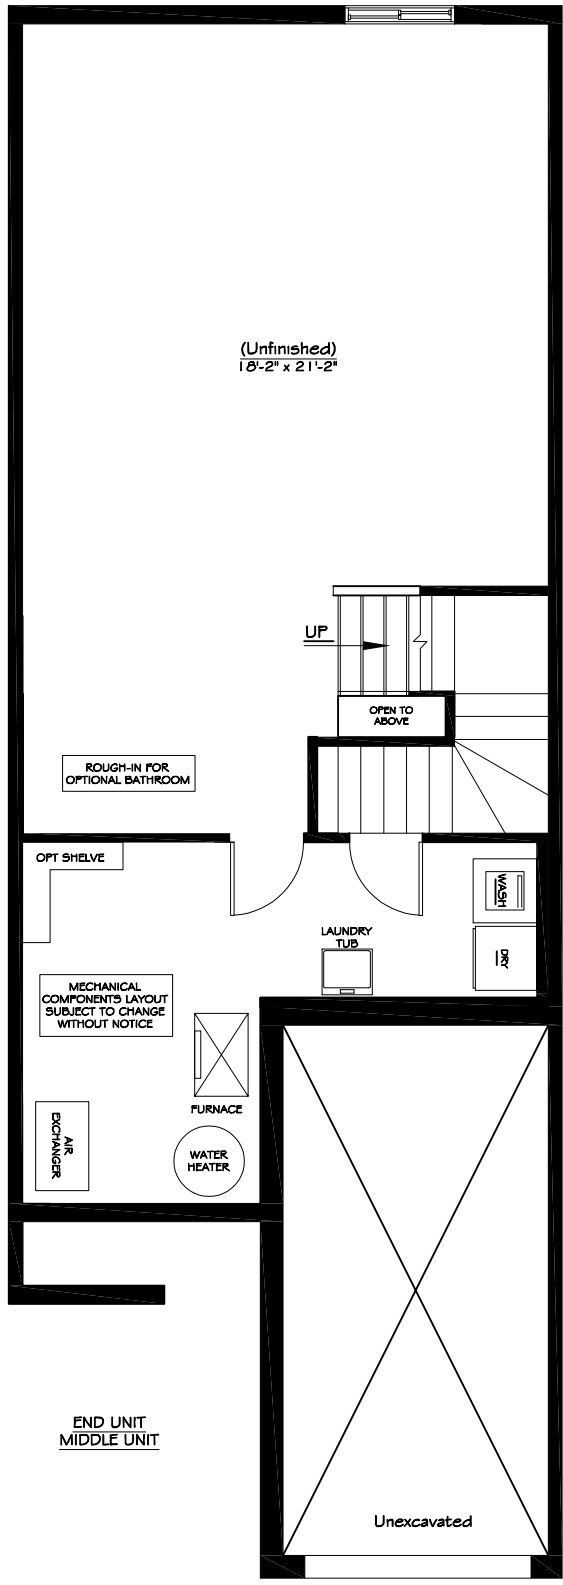 (Unfinished)
18'-2" x 21'-2"
UP
OPEN TO
ABOVE
ROUGH-IN FOR
OPTIONAL BATHROOM
OPT SHELVE
WASH
LAUNDRY
TUB
DRY
MECHANICAL
COMPONENTS LAYOUT
SUBJECT TO CHANGE
WITHOUT NOTICE
FURNACE
AIR
EXCHANGER
WATER
HEATER
END UNIT
MIDDLE UNIT
Unexcavated